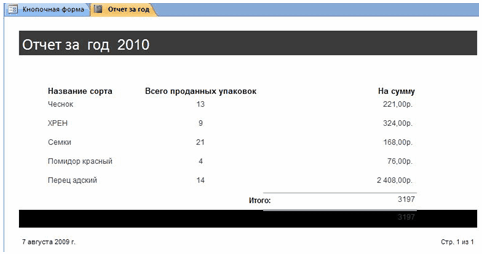 Кнопочная форма Отчет за год
Отчет за год 2010
Название сорта Всего проданных упаковок На сумму
Чеснок 13 221,00р.
ХРЕН 9 324,00р.
Семки 21 168,00р.
Помидор красный 4 76,00р.
Перец адский 14 2 408,00р.
Итого: 3197
3197
7 августа 2009 г. Стр. 1 из 1